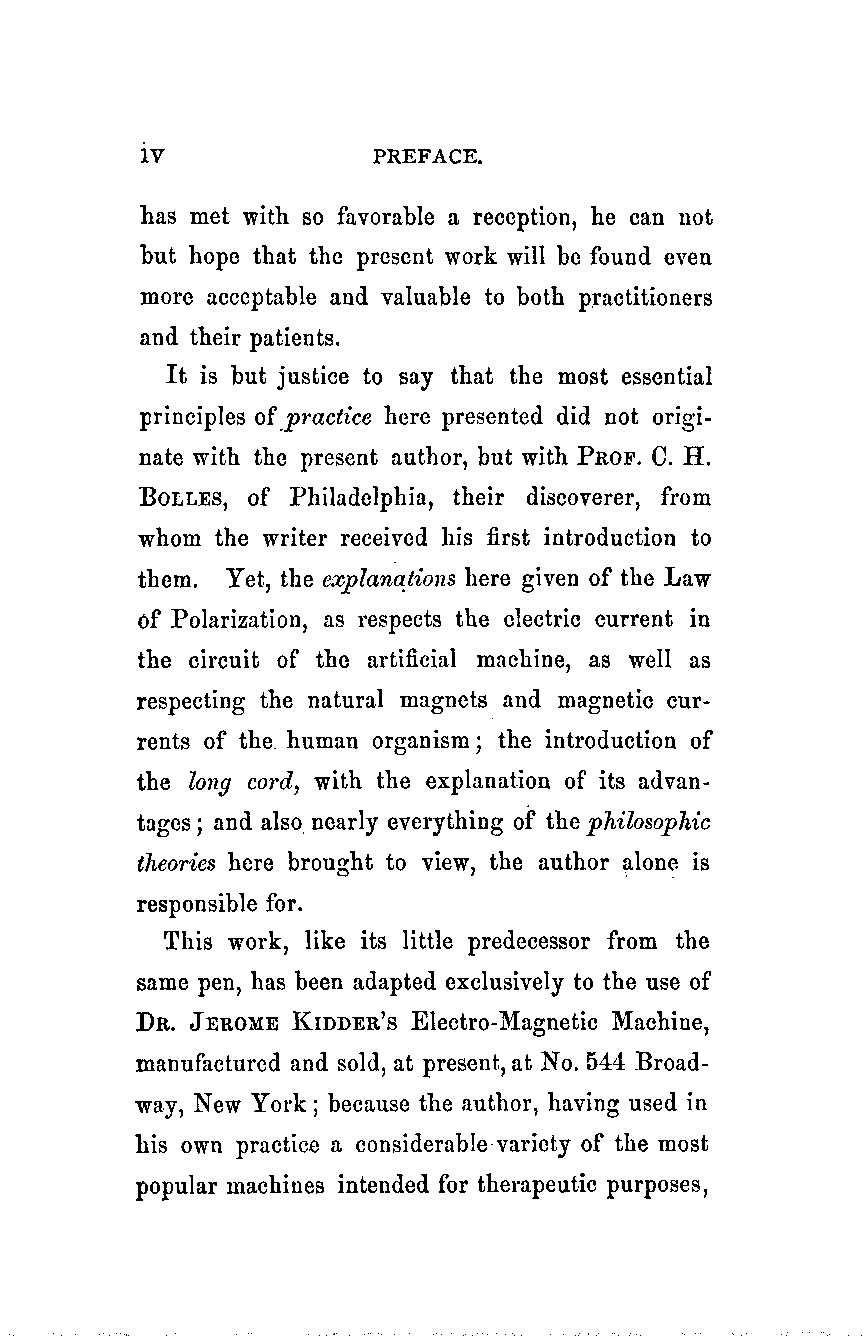 iv PREFACE.
has met with so favorable a reception, he can not
but hope that the present work will be found even
more acceptable and valuable to both practitioners
and their patients.
It is but justice to say that the most essential
principles of practice here presented did not origi-
nate with the present author, but with PROF. C. H.
BOLLES, of Philadelphia, their discoverer, from
whom the writer received his first introduction to
them. Yet, the explanations here given of the Law
of Polarization, as respects the electric current in
the circuit of the artificial machine, as well as
respecting the natural magnets and magnetic cur-
rents of the human organism; the introduction of
the long cord, with the explanation of its advan-
tages; and also nearly everything of the philosophic
theories here brought to view, the author alone is
responsible for.
This work, like its little predecessor from the
same pen, has been adapted exclusively to the use of
DR. JEROME KIDDER'S Electro-Magnetic Machine,
manufactured and sold, at present, at No. 544 Broad-
way, New York; because the author, having used in
his own practice a considerable variety of the most
popular machines intended for therapeutic purposes,